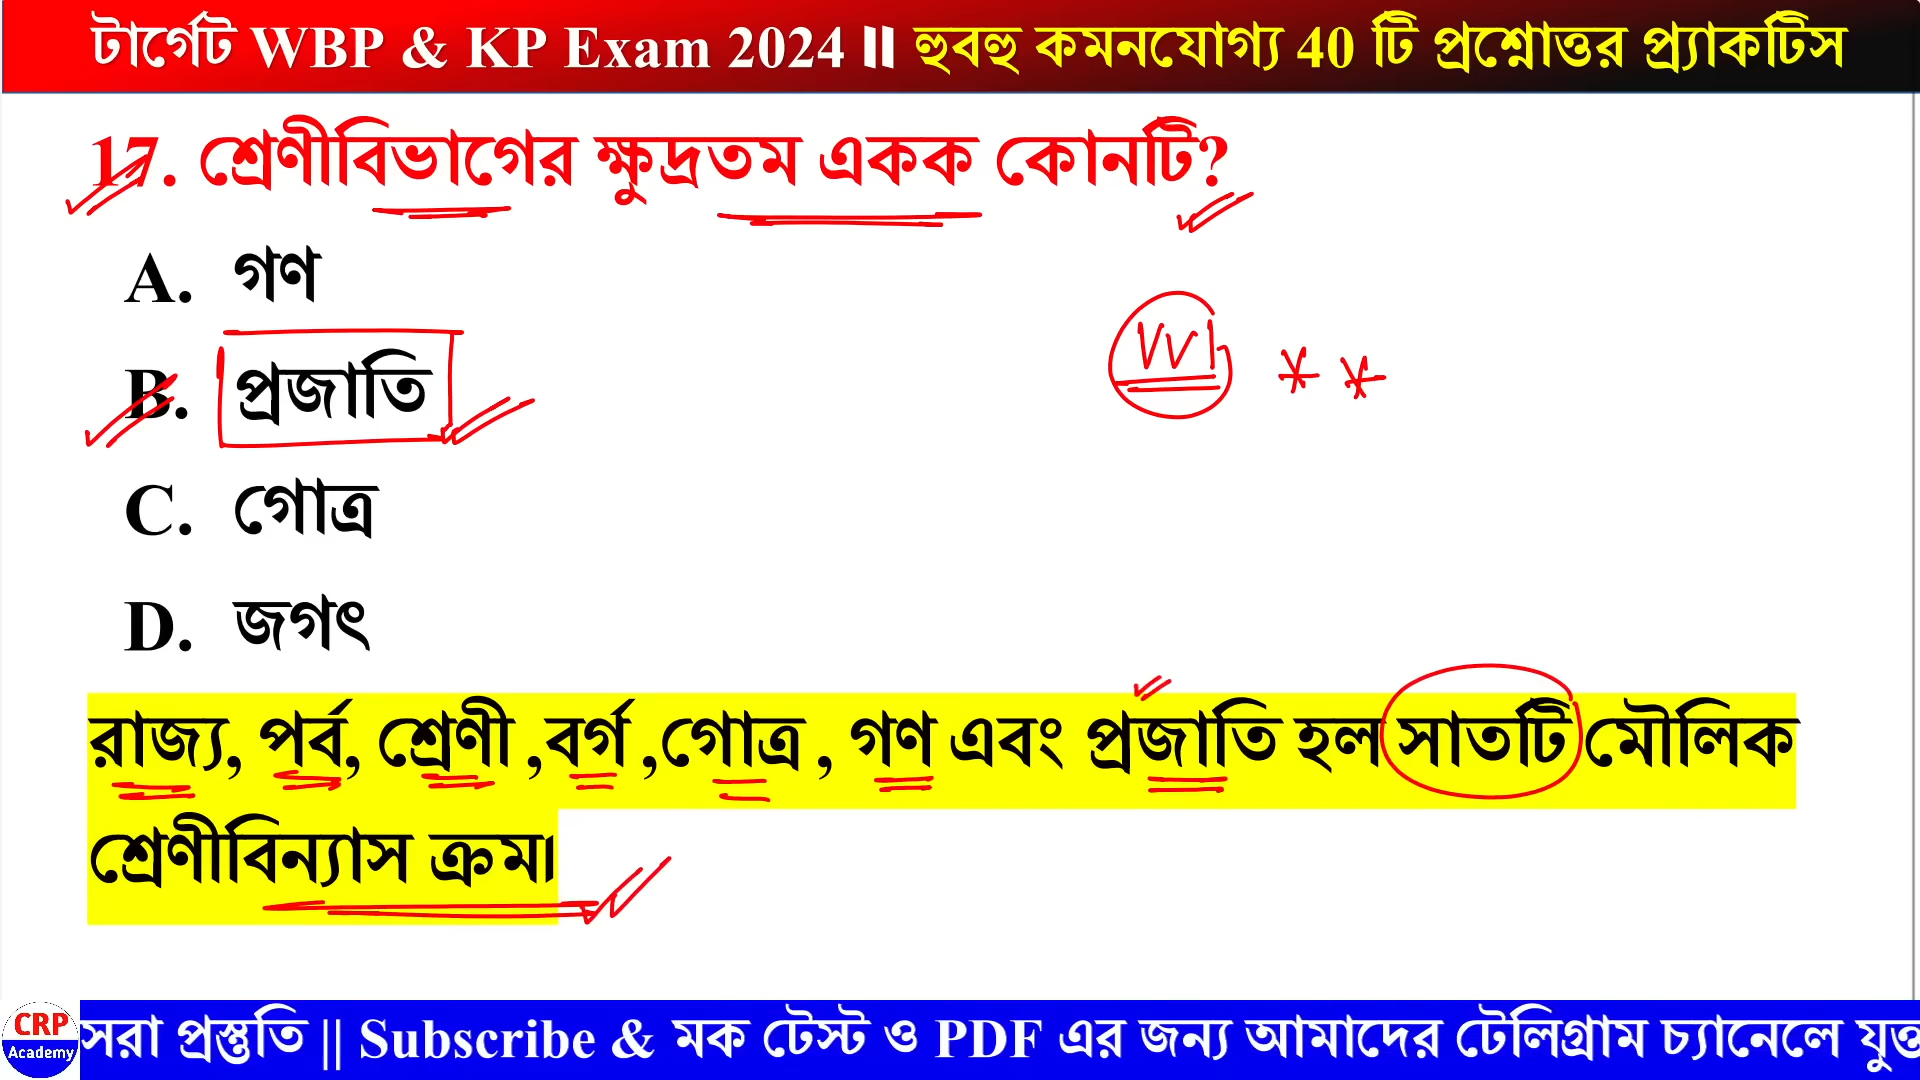 টার্গেট WBP & KP Exam 2024 ॥ হুবহু কমনযোগ্য 40 টি প্রশ্নোত্তর প্র্যাকটিস
17. শ্রেণীবিভাগের ক্ষুদ্রতম একক কোনটি?
A. গণ
VVI
B. প্রজাতি
C. গোত্র
D. জগৎ
রাজ্য, পর্ব, শ্রেণী ,বর্গ ,গোত্র , গণ এবং প্রজাতি হল সাতটি মৌলিক
শ্রেণীবিন্যাস ক্রম।
CRP
Academy
সরা প্রস্তুতি || Subscribe & মক টেস্ট ও PDF এর জন্য আমাদের টেলিগ্রাম চ্যানেলে